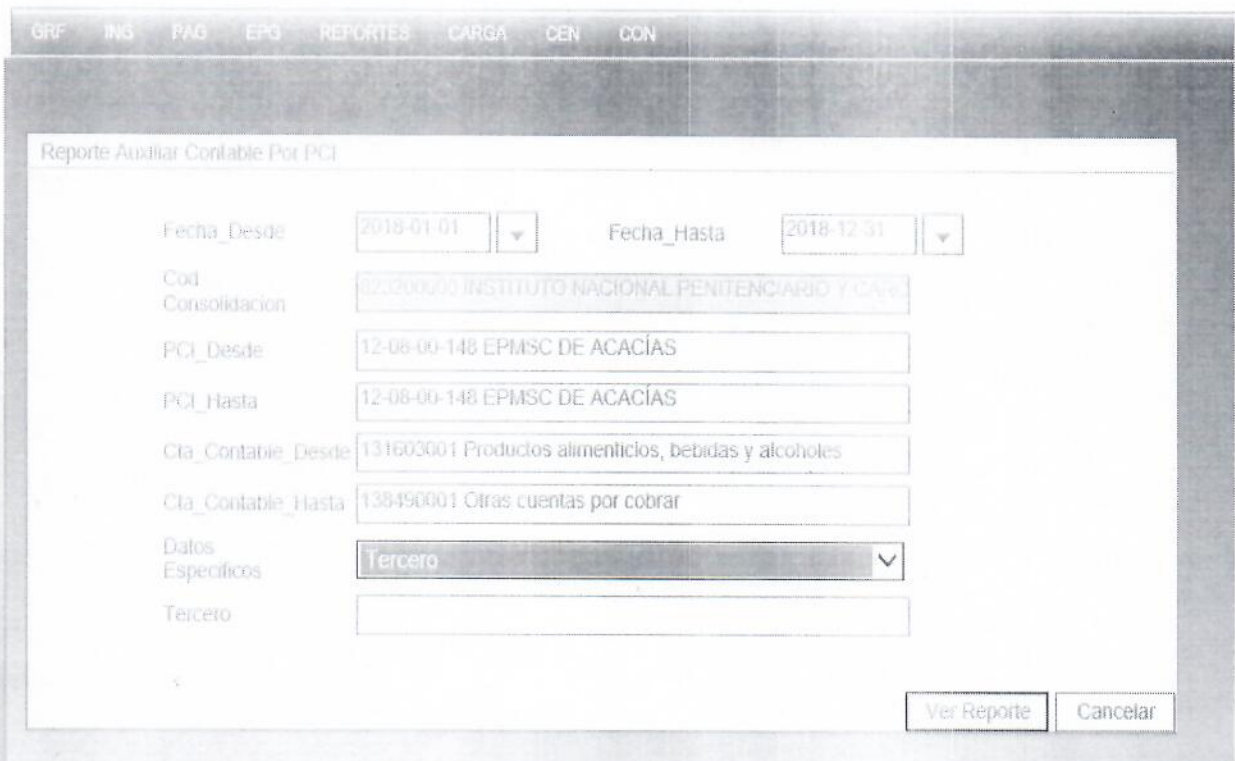 GRF ING PAG EPG REPORTES CARGA CEN CON
Reporte Auxiliar Contable Por PCI
Fecha_Desde 2018-01-01 Fecha_Hasta 2018-12-31
Cod
Consolidacion INSTITUTO NACIONAL PENITENCIARIO Y
PCI_Desde 12-08-00-148 EPMSC DE ACACÍAS
PCI_Hasta 12-08-00-148 EPMSC DE ACACÍAS
Cta_Contable_Desde 131603001 Productos alimenticios, bebidas y alcoholes
Cta_Contable_Hasta 138490001 Otras cuentas por cobrar
Datos
Especificos Tercero
Tercero
Ver Reporte Cancelar